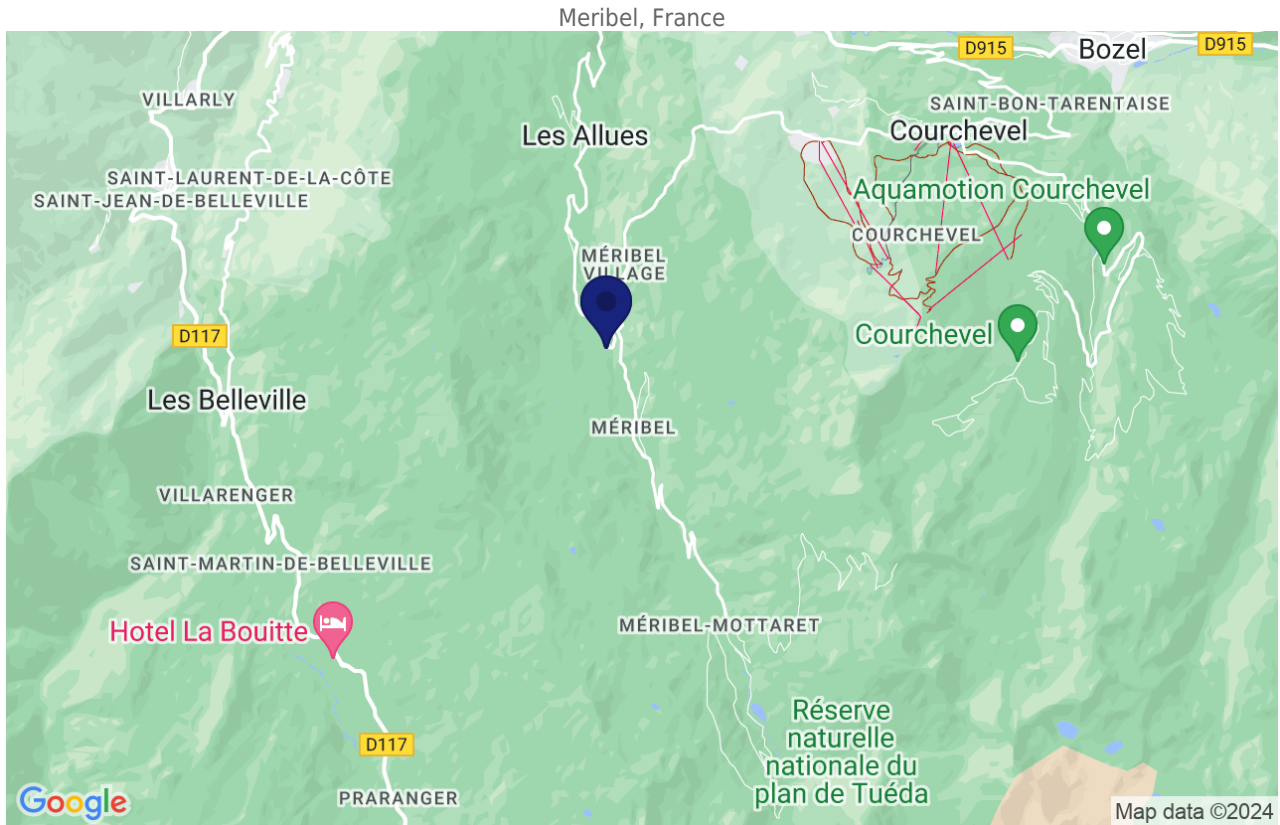 Meribel, France
D915
Bozel
D915
VILLARLY
SAINT-BON-TARENTAISE
Les Allues
Courchevel
SAINT-LAURENT-DE-LA-CÔTE
SAINT-JEAN-DE-BELLEVILLE
Aquamotion Courchevel
COURCHEVEL
MÉRIBEL
VILLAGE
D117
Courchevel
Les Belleville
MÉRIBEL
VILLARENGER
SAINT-MARTIN-DE-BELLEVILLE
Hotel La Bouitte
MÉRIBEL-MOTTARET
Réserve
naturelle
nationale du
plan de Tuéda
D117
PRARANGER
Google
Map data ©2024